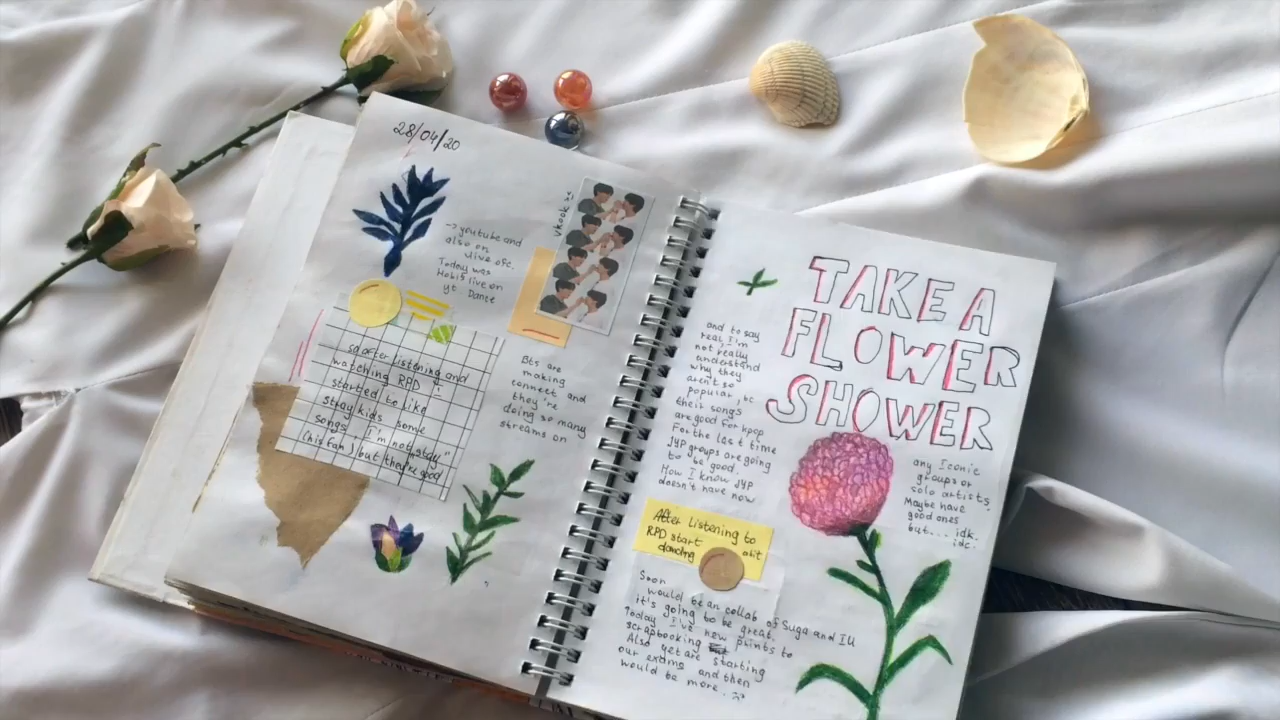 28/04/20
-> youtube and
also on
vlive ofc.
Today was
Hobi's live on
yt Dance
vkook
so after listening and
watching RPD
started to like
stray kids some
songs "I'm not stay"
(his fan) but they're good
Bts are
making
connect and
they're
doing so many
streams on
TAKE A
FLOWER
SHOWER
and to say
real I'm
not really
understand
why they
aren't so
popular, bc
their songs
are good for kpop
For the last time
JYP groups are going
to be good.
How I know JYP
doesn't have now
any Iconic
groups or
solo artists.
Maybe have
good ones
but... idk.
idc.
After listening to
RPD start
dancing abit
Soon
would be an collab of Suga and IU
it's going to be great.
Today I've new prints to
scrapbooking
Also yet are starting
our exams and then
would be more.